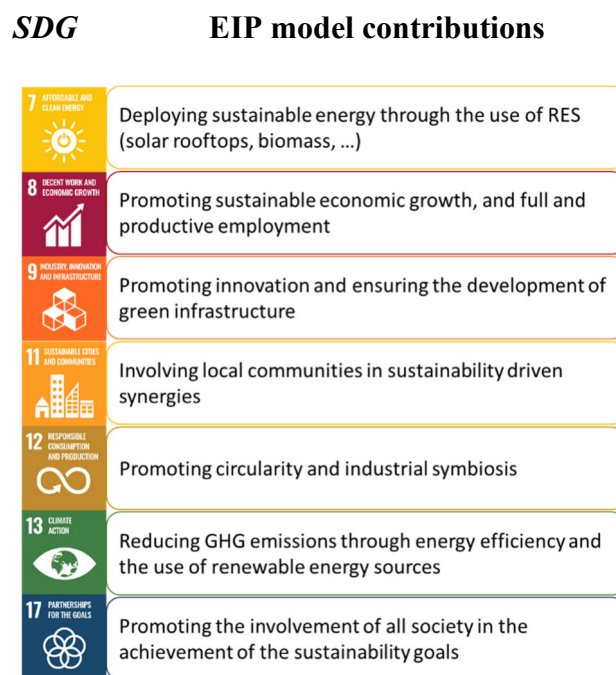 SDG EIP model contributions
7 AFFORDABLE AND
CLEAN ENERGY
Deploying sustainable energy through the use of RES
(solar rooftops, biomass, ...)
8 DECENT WORK AND
ECONOMIC GROWTH
Promoting sustainable economic growth, and full and
productive employment
9 INDUSTRY, INNOVATION
AND INFRASTRUCTURE
Promoting innovation and ensuring the development of
green infrastructure
11 SUSTAINABLE CITIES
AND COMMUNITIES
Involving local communities in sustainability driven
synergies
12 RESPONSIBLE
CONSUMPTION
AND PRODUCTION
Promoting circularity and industrial symbiosis
13 CLIMATE
ACTION
Reducing GHG emissions through energy efficiency and
the use of renewable energy sources
17 PARTNERSHIPS
FOR THE GOALS
Promoting the involvement of all society in the
achievement of the sustainability goals